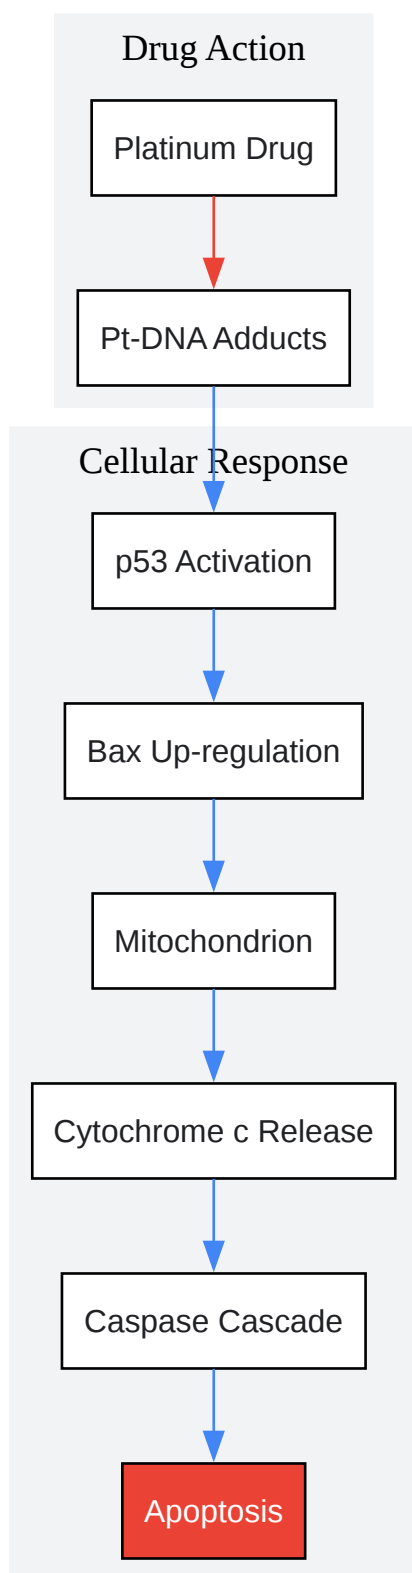 Drug Action
Platinum Drug
Pt-DNA Adducts
Cellular Response
p53 Activation
Bax Up-regulation
Mitochondrion
Cytochrome c Release
Caspase Cascade
Apoptosis